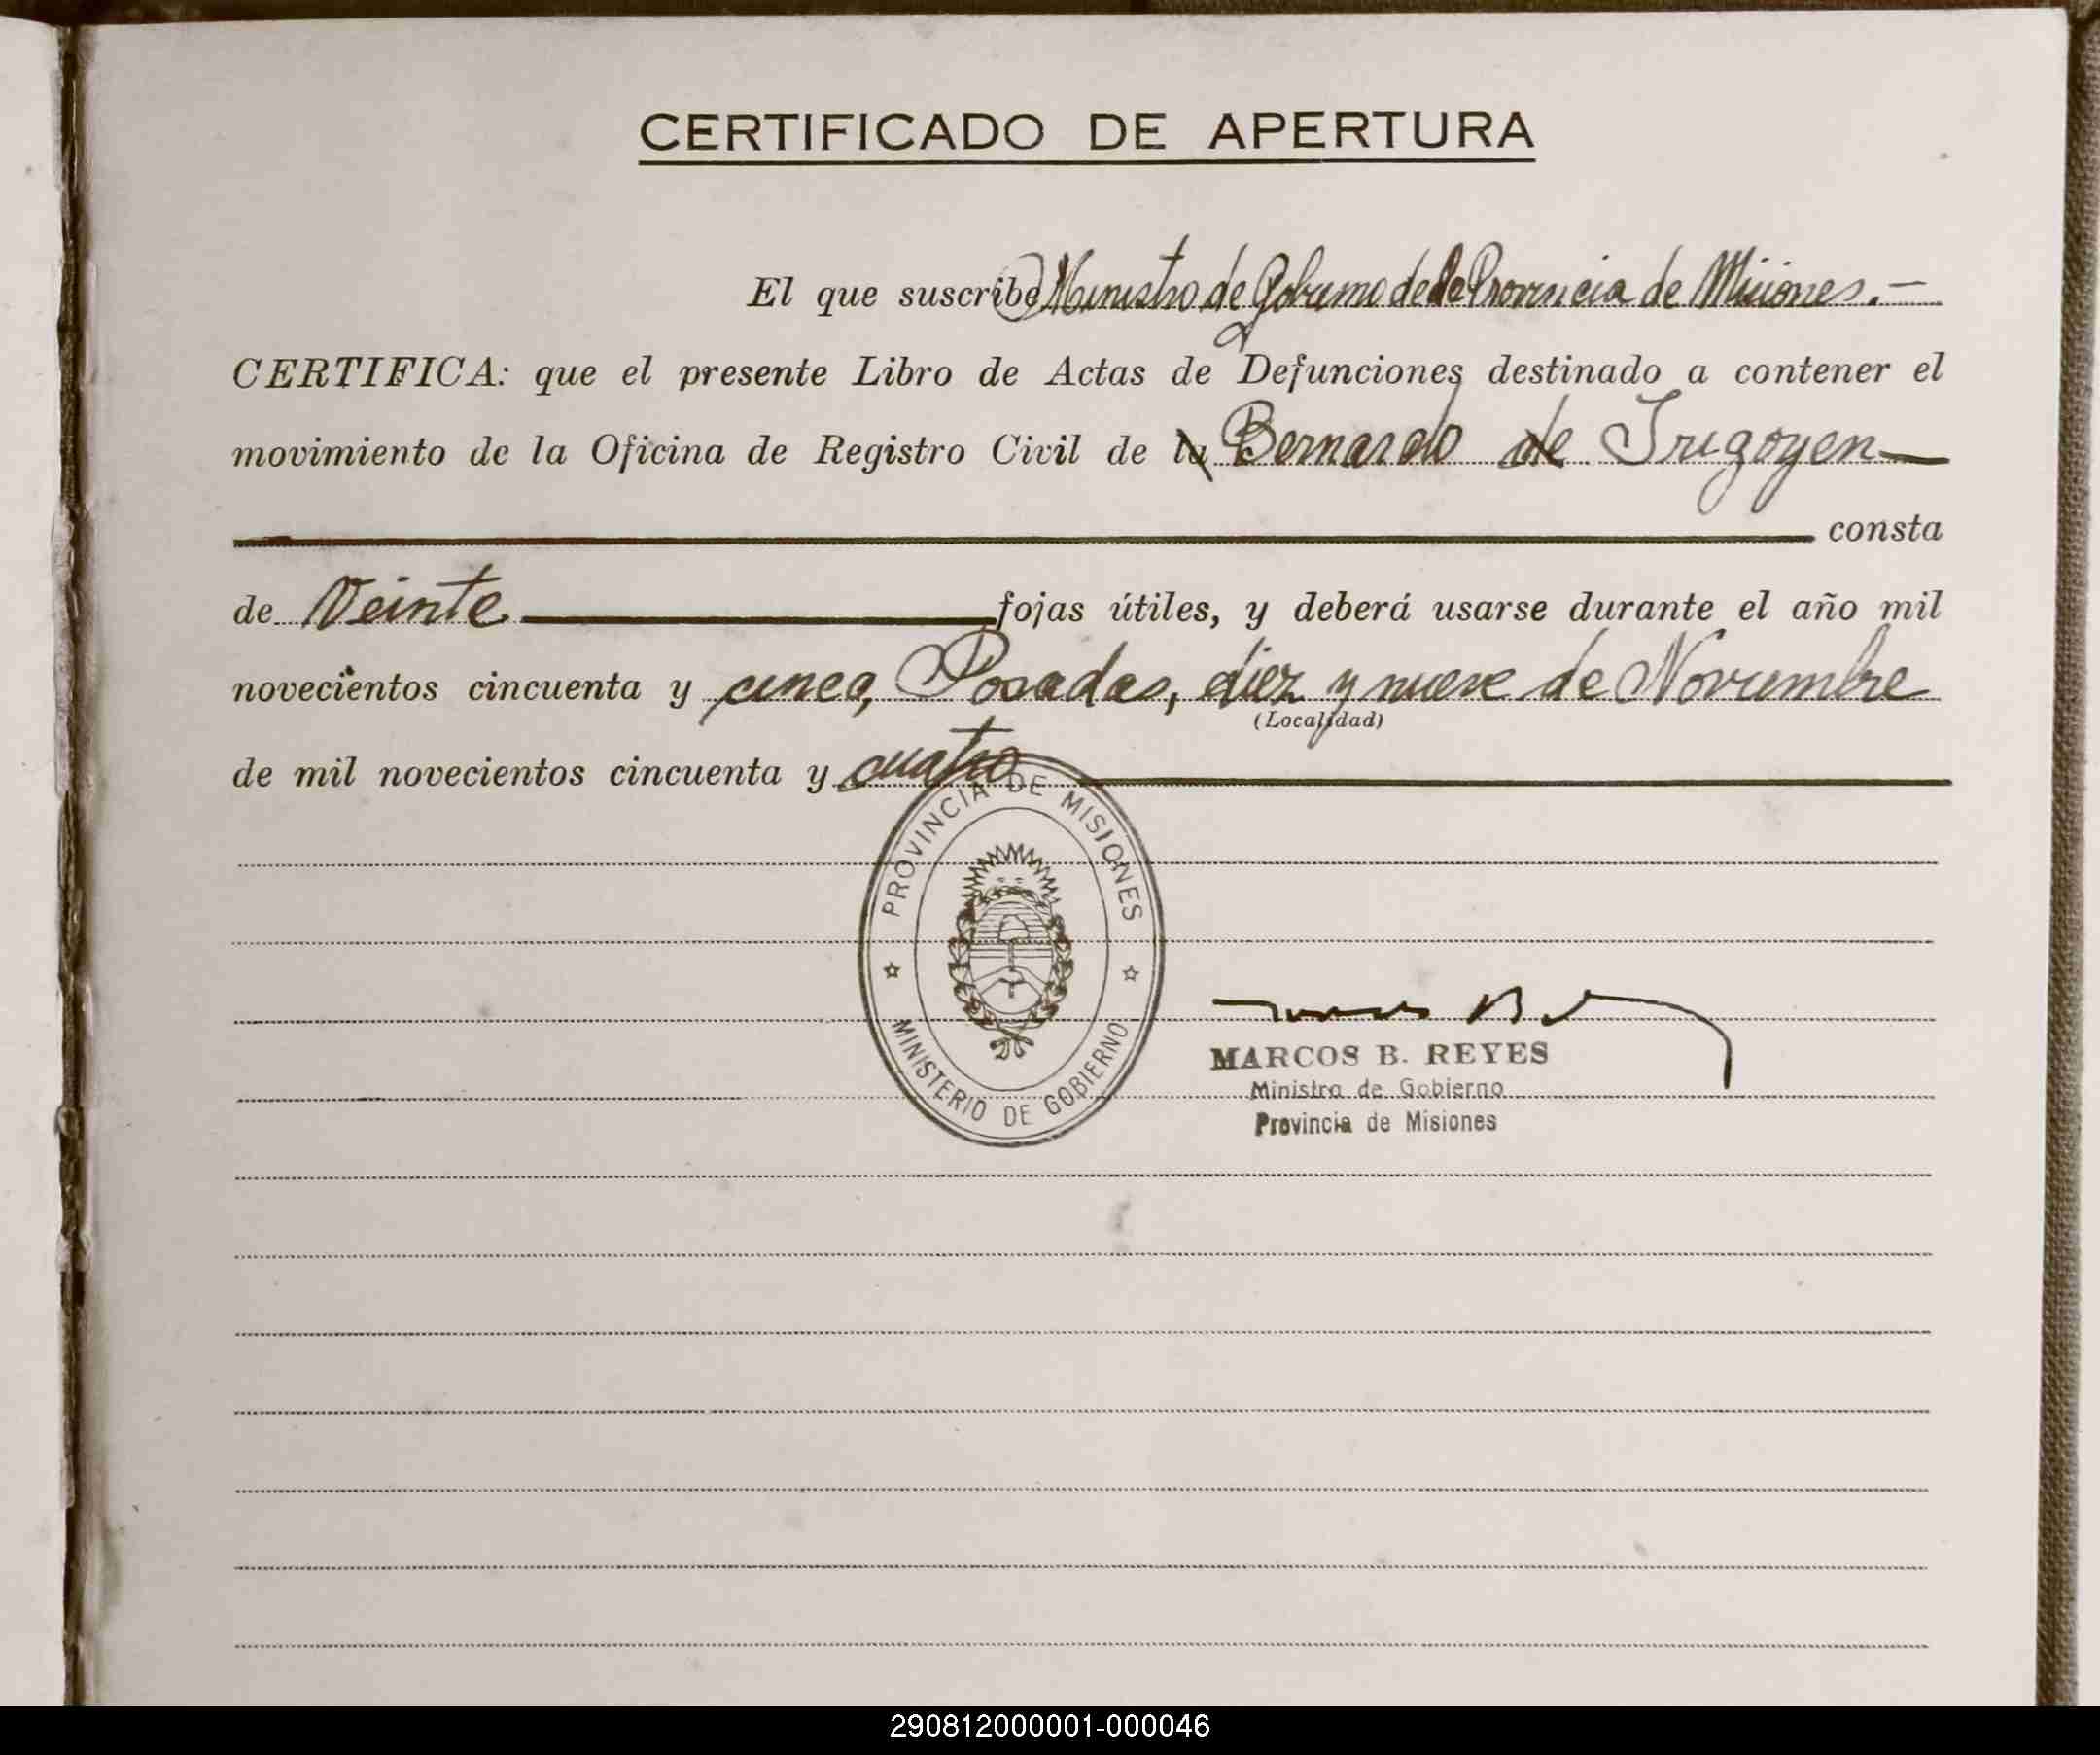 CERTIFICADO DE APERTURA
El que suscribe Ministro de Gobierno de la Provincia de Misiones.—
CERTIFICA: que el presente Libro de Actas de Defunciones destinado a contener el
movimiento de la Oficina de Registro Civil de la Bernardo de Irigoyen—
consta
de Veinte fojas útiles, y deberá usarse durante el año mil
novecientos cincuenta y cinco, Posadas, diez y nueve de Noviembre
(Localidad)
de mil novecientos cincuenta y cuatro
PROVINCIA DE MISIONES
MINISTERIO DE GOBIERNO
MARCOS B. REYES
Ministro de Gobierno
Provincia de Misiones
290812000001-000046